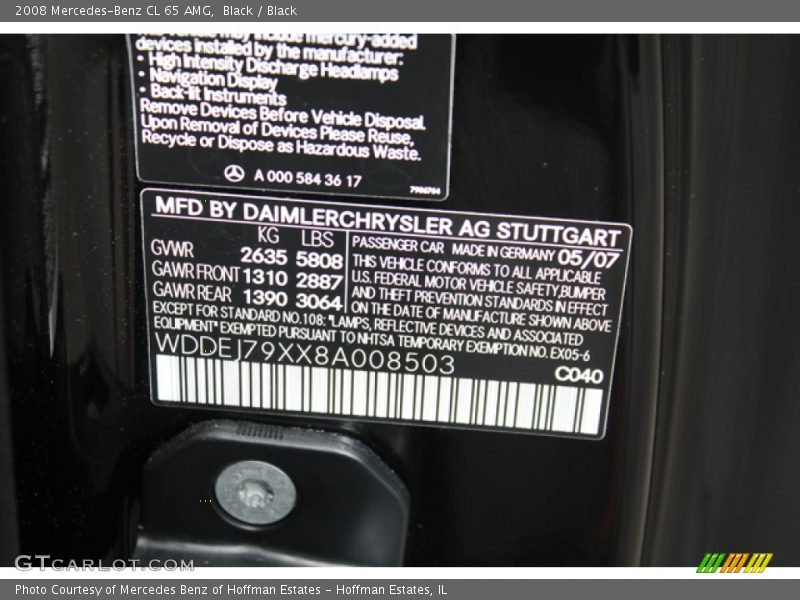 2008 Mercedes-Benz CL 65 AMG, Black / Black
devices installed by the manufacturer:
• High Intensity Discharge Headlamps
• Navigation Display
• Back-lit Instruments
Remove Devices Before Vehicle Disposal.
Upon Removal of Devices Please Reuse,
Recycle or Dispose as Hazardous Waste.
A 000 584 36 17
MFD BY DAIMLERCHRYSLER AG STUTTGART
KG LBS
GVWR 2635 5808
GAWR FRONT 1310 2887
GAWR REAR 1390 3064
PASSENGER CAR MADE IN GERMANY 05/07
THIS VEHICLE CONFORMS TO ALL APPLICABLE
U.S. FEDERAL MOTOR VEHICLE SAFETY,BUMPER
AND THEFT PREVENTION STANDARDS IN EFFECT
ON THE DATE OF MANUFACTURE SHOWN ABOVE
EXCEPT FOR STANDARD NO.108; "LAMPS, REFLECTIVE DEVICES AND ASSOCIATED
EQUIPMENT" EXEMPTED PURSUANT TO NHTSA TEMPORARY EXEMPTION NO. EX05-6
WDDEJ79XX8A008503
C040
GTCARLOT.COM
Photo Courtesy of Mercedes Benz of Hoffman Estates - Hoffman Estates, IL